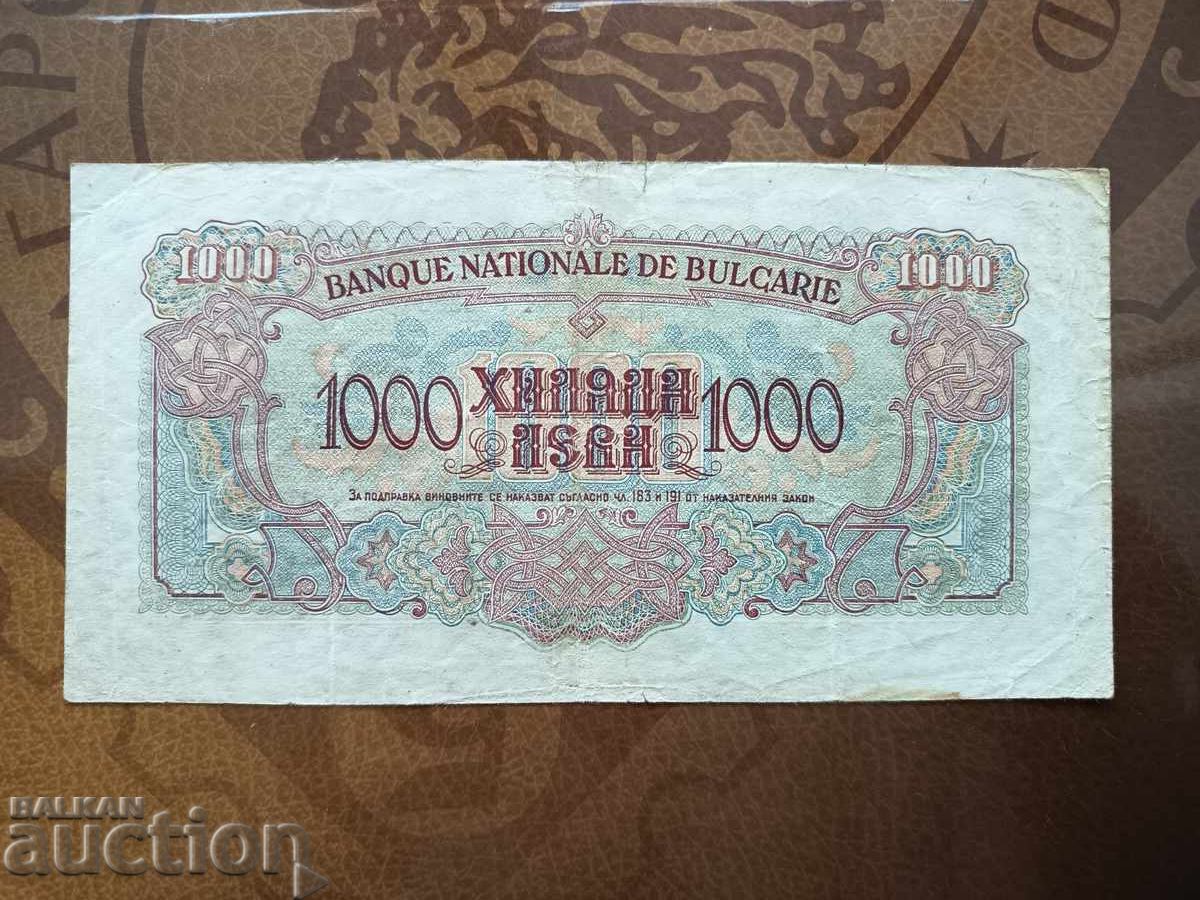 1000
BANQUE NATIONALE DE BULGARIE
1000
1000
ХИЛЯДА
ЛЕВА
1000
ЗА ПОДПРАВКА ВИНОВНИТЕ СЕ НАКАЗВАТ СЪГЛАСНО ЧЛ. 183 И 191 ОТ НАКАЗАТЕЛНИЯ ЗАКОН
BALKAN
auction